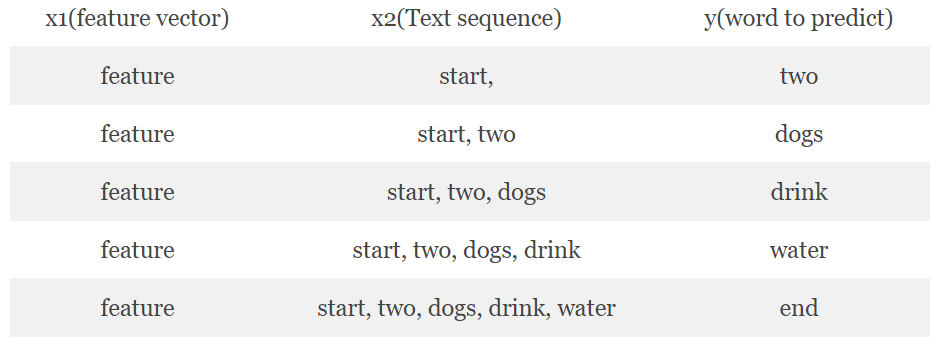 x1(feature vector) x2(Text sequence) y(word to predict)
feature start, two
feature start, two dogs
feature start, two, dogs drink
feature start, two, dogs, drink water
feature start, two, dogs, drink, water end